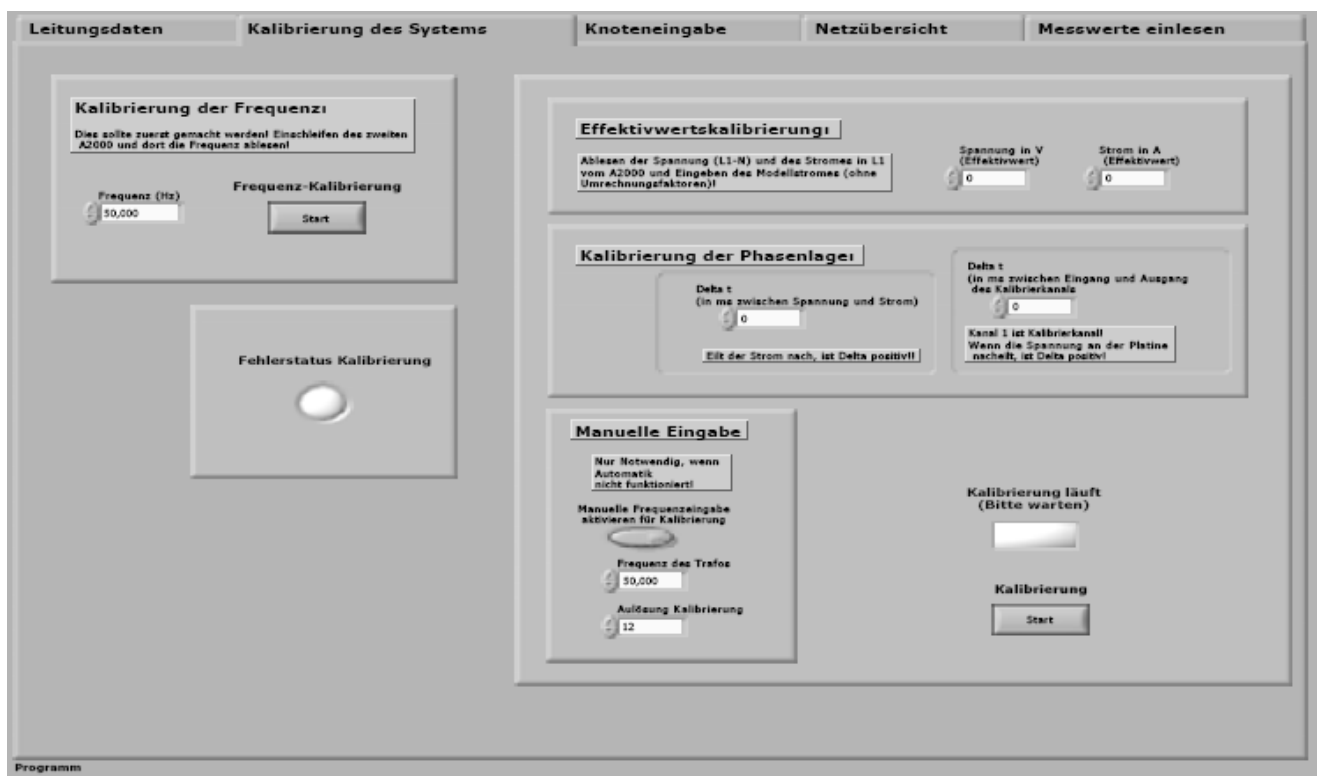 Leitungsdaten
Kalibrierung des Systems
Knoteneingabe
Netzübersicht
Messwerte einlesen
Kalibrierung der Frequenz:
Dies sollte zuerst gemacht werden! Einschleifen des zweiten
A2000 und dort die Frequenz ablesen!
Frequenz (Hz)
50,000
Frequenz-Kalibrierung
Start
Fehlerstatus Kalibrierung
Effektivwertskalibrierung:
Ablesen der Spannung (L1-N) und des Stromes in L1
vom A2000 und Eingeben des Modellstromes (ohne
Umrechnungsfaktoren)!
Spannung in V
(Effektivwert)
0
Strom in A
(Effektivwert)
0
Kalibrierung der Phasenlage:
Delta t
(in ms zwischen Spannung und Strom)
0
Eilt der Strom nach, ist Delta positiv!!
Delta t
(in ms zwischen Eingang und Ausgang
des Kalibrierkanals
0
Kanal 1 ist Kalibrierkanal!
Wenn die Spannung an der Platine
nacheilt, ist Delta positiv!
Manuelle Eingabe
Nur Notwendig, wenn
Automatik
nicht funktioniert!
Manuelle Frequenzeingabe
aktivieren für Kalibrierung
Frequenz des Trafos
50,000
Aulösung Kalibrierung
12
Kalibrierung läuft
(Bitte warten)
Kalibrierung
Start
Programm